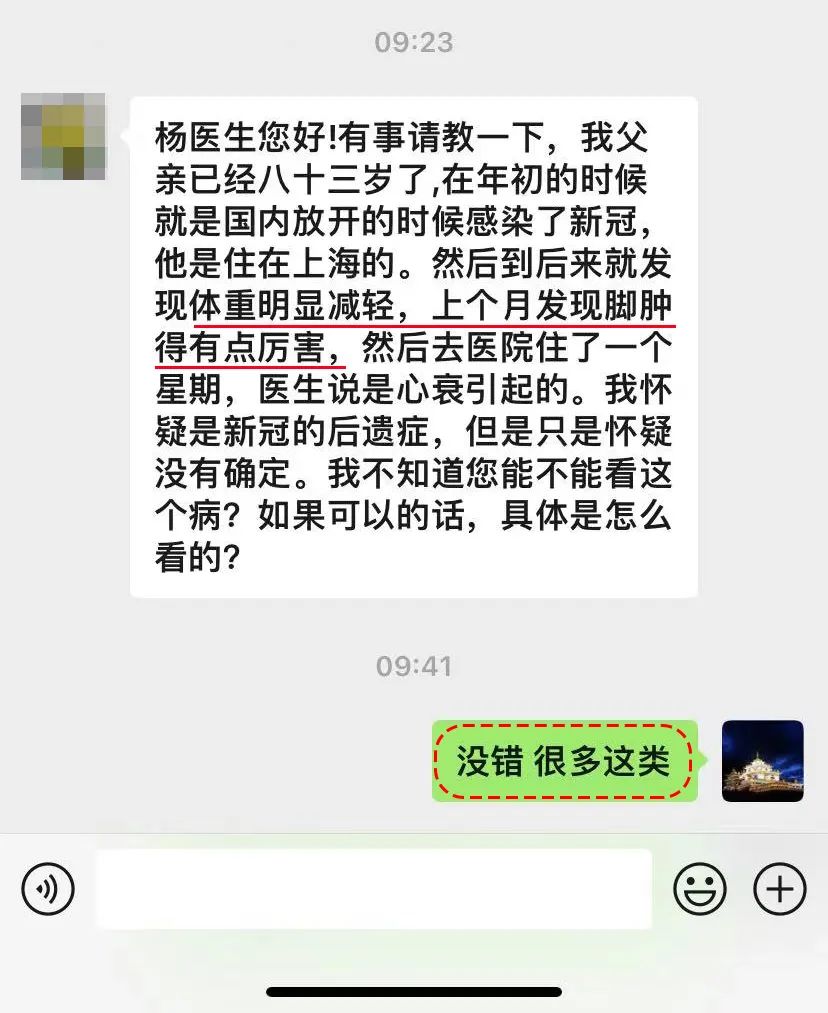 09:23
杨医生您好!有事请教一下，我父
亲已经八十三岁了,在年初的时候
就是国内放开的时候感染了新冠，
他是住在上海的。然后到后来就发
现体重明显减轻，上个月发现脚肿
得有点厉害，然后去医院住了一个
星期，医生说是心衰引起的。我怀
疑是新冠的后遗症，但是只是怀疑
没有确定。我不知道您能不能看这
个病？如果可以的话，具体是怎么
看的？
09:41
没错 很多这类